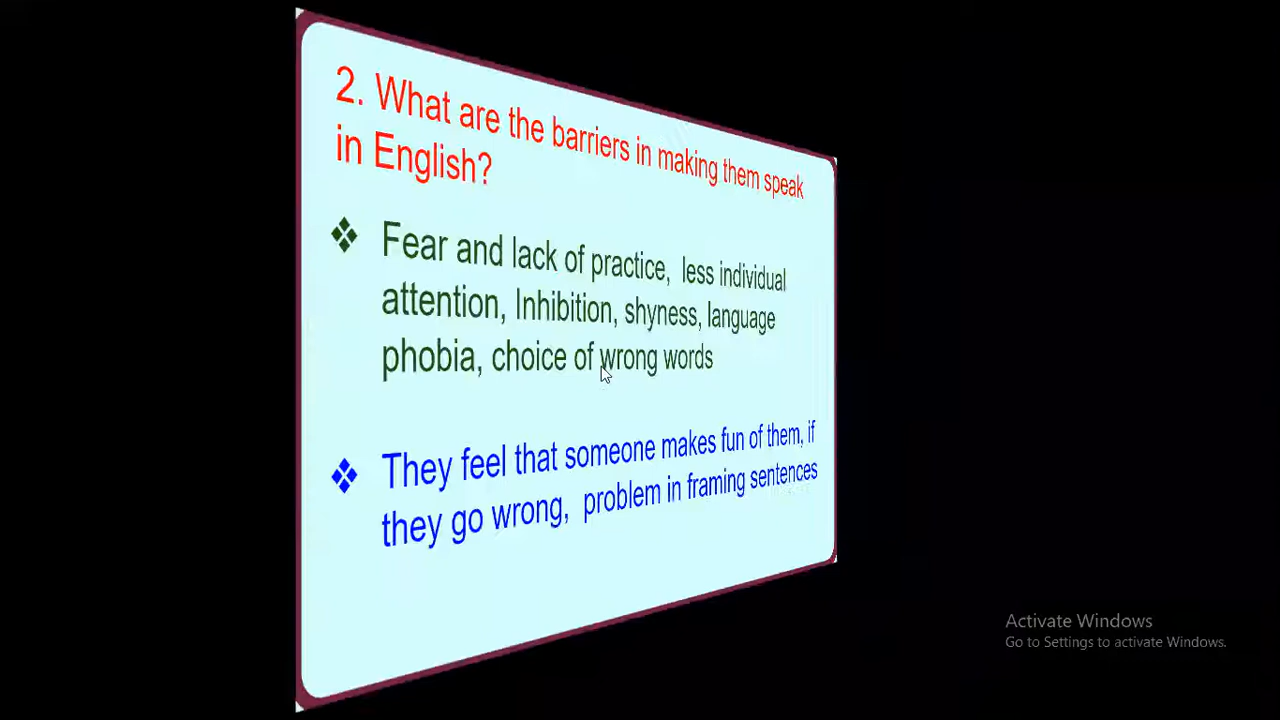 2. What are the barriers in making them speak
in English?
Fear and lack of practice, less individual
attention, Inhibition, shyness, language
phobia, choice of wrong words
They feel that someone makes fun of them, if
they go wrong, problem in framing sentences
Activate Windows
Go to Settings to activate Windows.